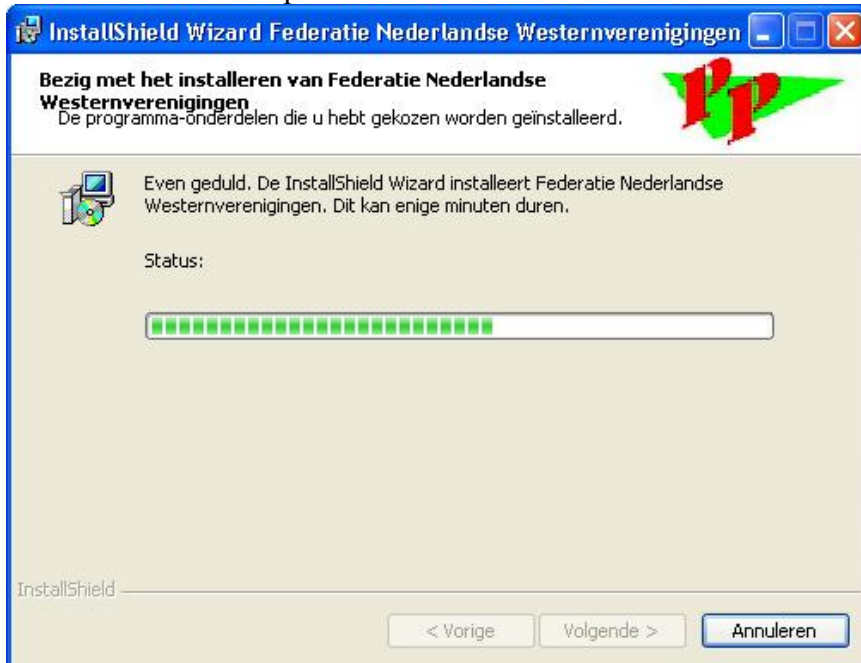 InstallShield Wizard Federatie Nederlandse Westernverenigingen
Bezig met het installeren van Federatie Nederlandse
Westernverenigingen
De programma-onderdelen die u hebt gekozen worden geïnstalleerd.
PP
Even geduld. De InstallShield Wizard installeert Federatie Nederlandse
Westernverenigingen. Dit kan enige minuten duren.
Status:
InstallShield
< Vorige
Volgende >
Annuleren